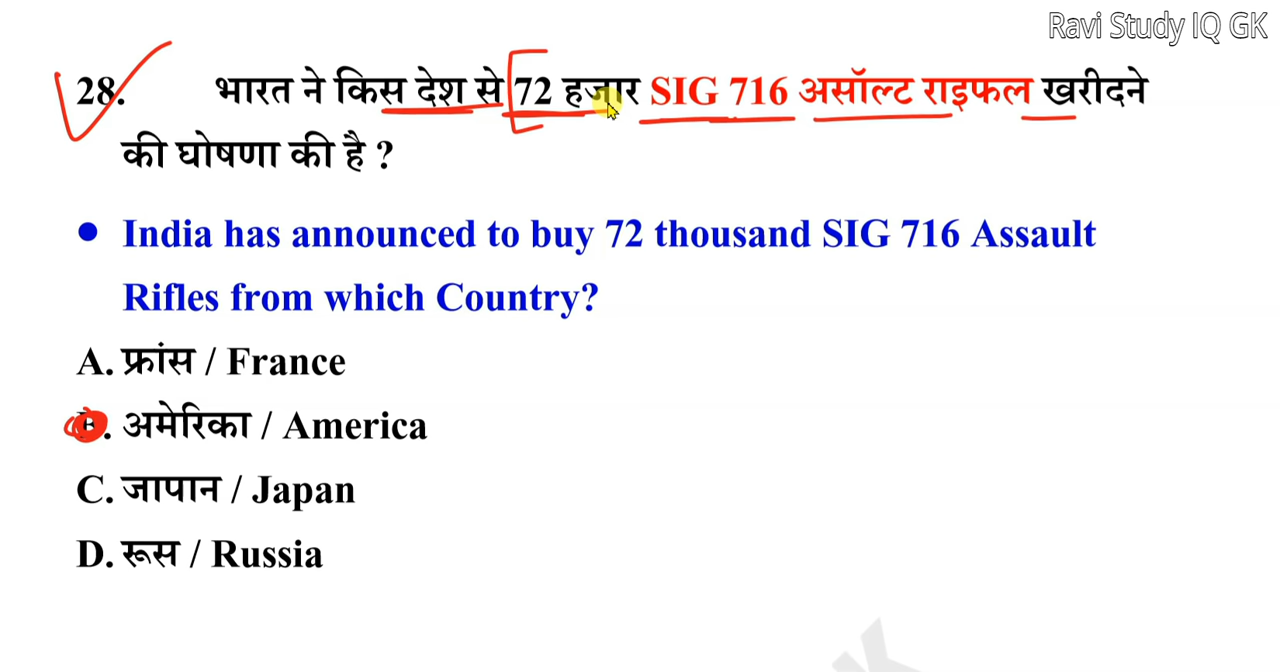 Ravi Study IQ GK
28. भारत ने किस देश से 72 हजार SIG 716 असॉल्ट राइफल खरीदने
की घोषणा की है ?
• India has announced to buy 72 thousand SIG 716 Assault
Rifles from which Country?
A. फ्रांस / France
B. अमेरिका / America
C. जापान / Japan
D. रूस / Russia
K